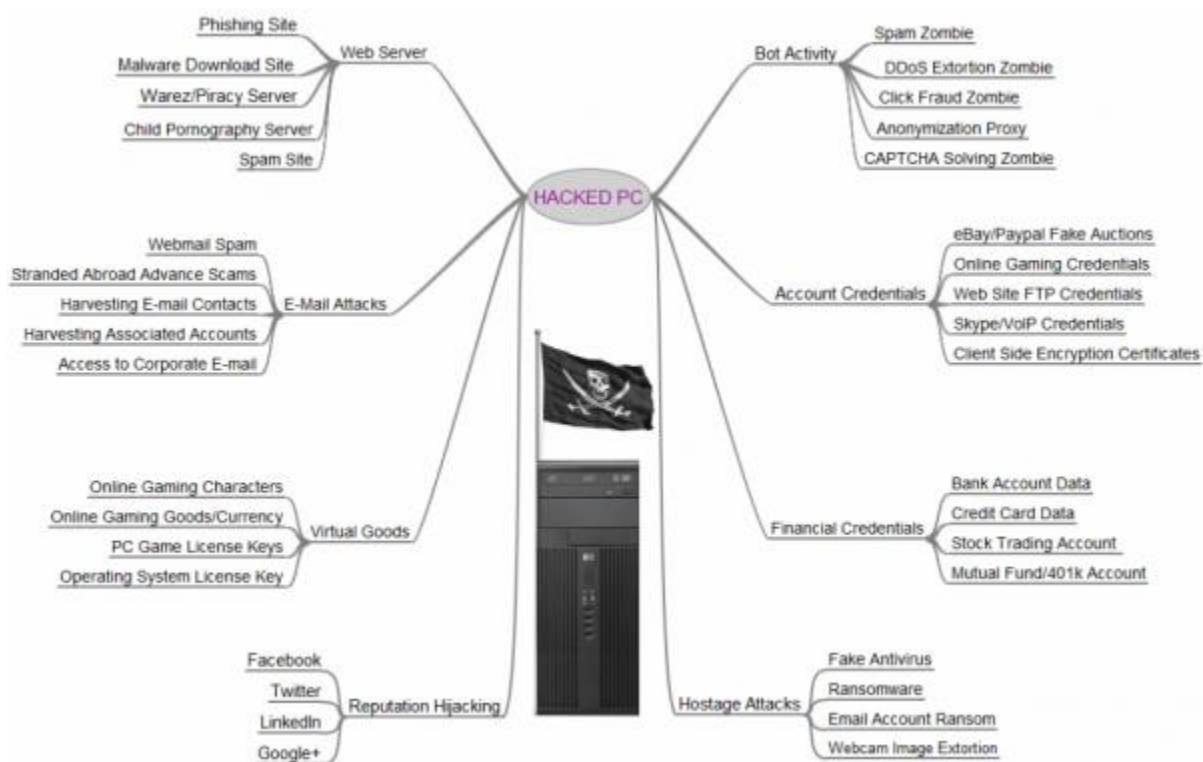 HACKED PC
Web Server
Phishing Site
Malware Download Site
Warez/Piracy Server
Child Pornography Server
Spam Site
E-Mail Attacks
Webmail Spam
Stranded Abroad Advance Scams
Harvesting E-mail Contacts
Harvesting Associated Accounts
Access to Corporate E-mail
Virtual Goods
Online Gaming Characters
Online Gaming Goods/Currency
PC Game License Keys
Operating System License Key
Reputation Hijacking
Facebook
Twitter
LinkedIn
Google+
Bot Activity
Spam Zombie
DDoS Extortion Zombie
Click Fraud Zombie
Anonymization Proxy
CAPTCHA Solving Zombie
Account Credentials
eBay/Paypal Fake Auctions
Online Gaming Credentials
Web Site FTP Credentials
Skype/VoIP Credentials
Client Side Encryption Certificates
Financial Credentials
Bank Account Data
Credit Card Data
Stock Trading Account
Mutual Fund/401k Account
Hostage Attacks
Fake Antivirus
Ransomware
Email Account Ransom
Webcam Image Extortion